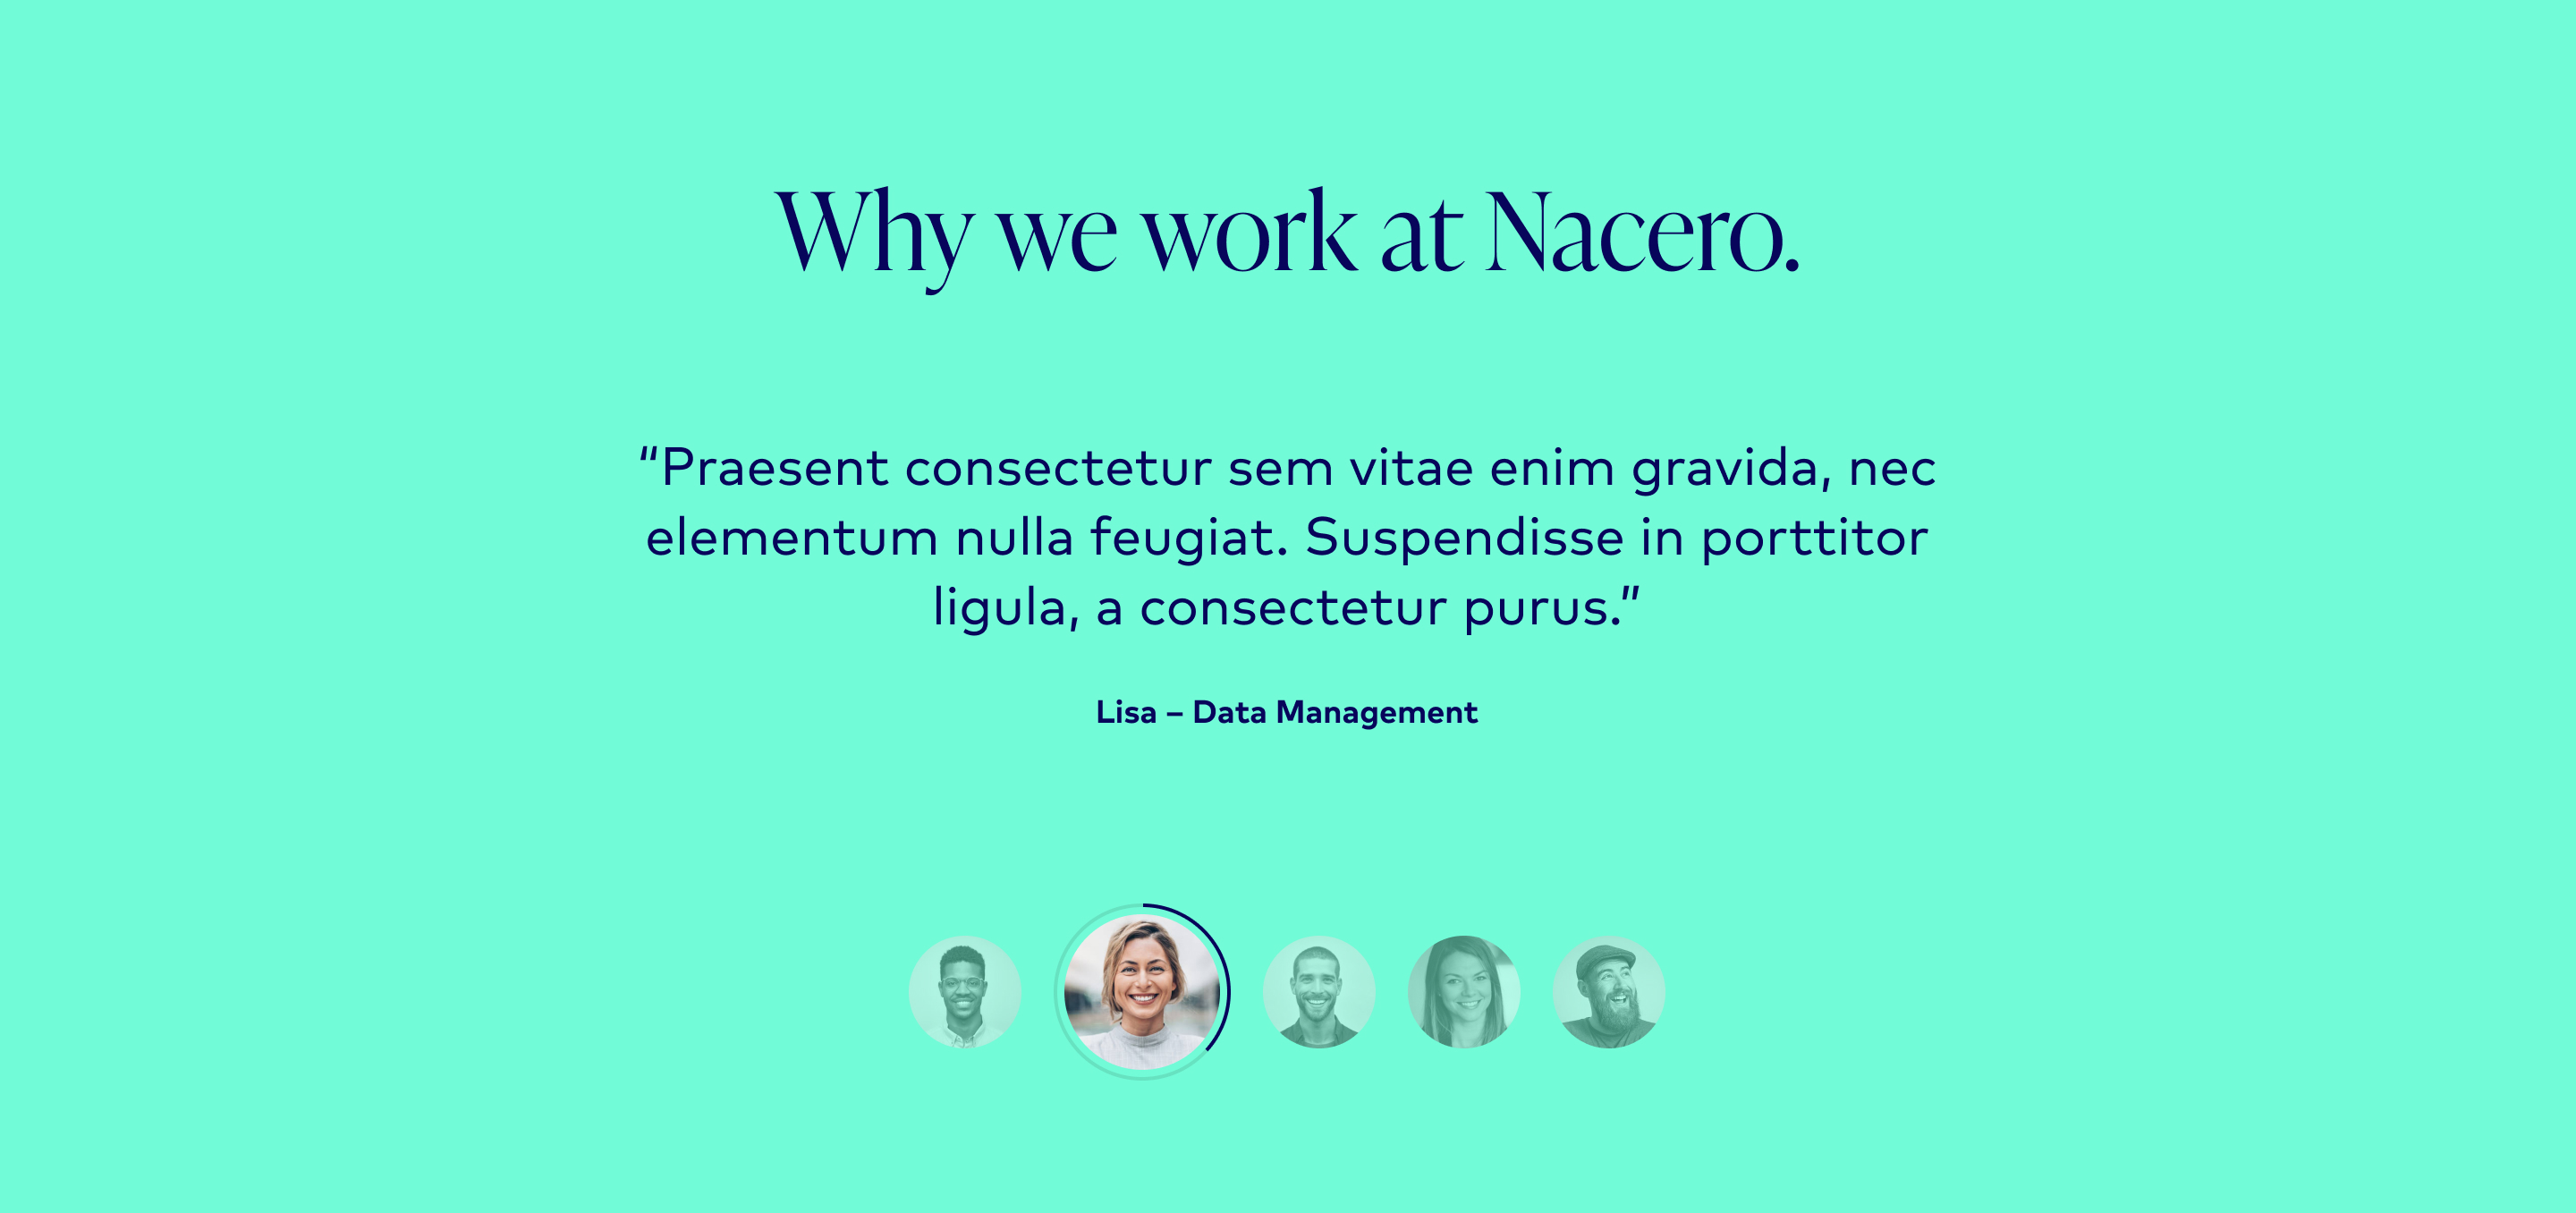 Why we work at Nacero.
“Praesent consectetur sem vitae enim gravida, nec
elementum nulla feugiat. Suspendisse in porttitor
ligula, a consectetur purus.”
Lisa – Data Management